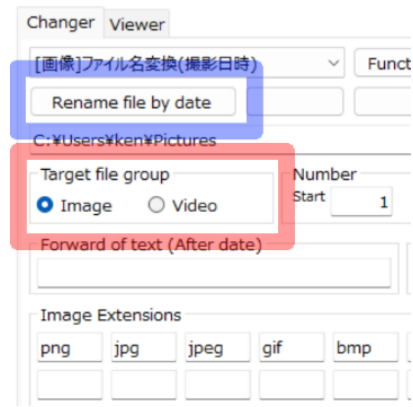 Changer Viewer
[画像]ファイル名変換(撮影日時) Funct
Rename file by date
C:¥Users¥ken¥Pictures
Target file group Number
Image Video Start 1
Forward of text (After date)
Image Extensions
png jpg jpeg gif bmp